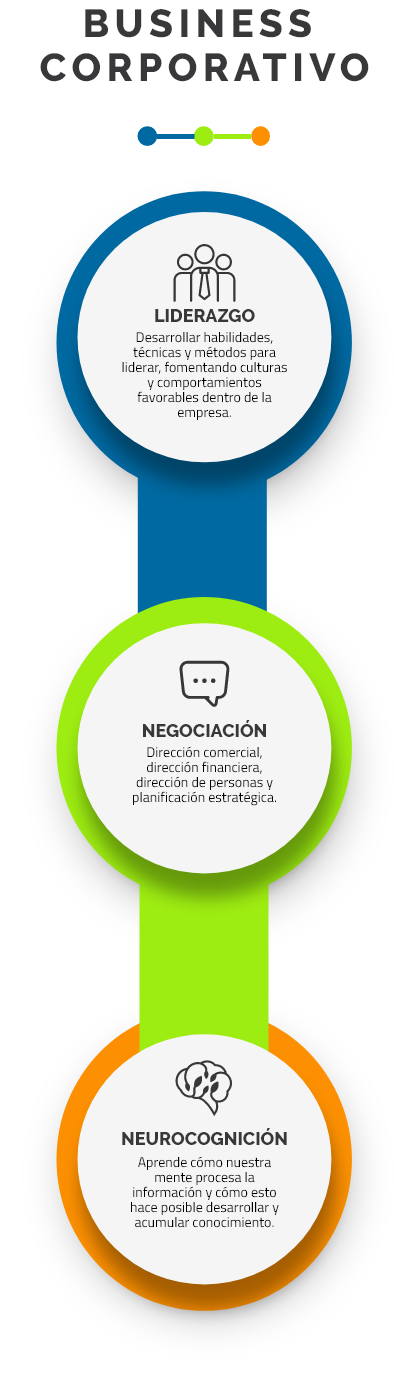 BUSINESS
CORPORATIVO
LIDERAZGO
Desarrollar habilidades,
técnicas y métodos para
liderar, fomentando culturas
y comportamientos
favorables dentro de la
empresa.
NEGOCIACIÓN
Dirección comercial,
dirección financiera,
dirección de personas y
planificación estratégica.
NEUROCOGNICIÓN
Aprende cómo nuestra
mente procesa la
información y cómo esto
hace posible desarrollar y
acumular conocimiento.